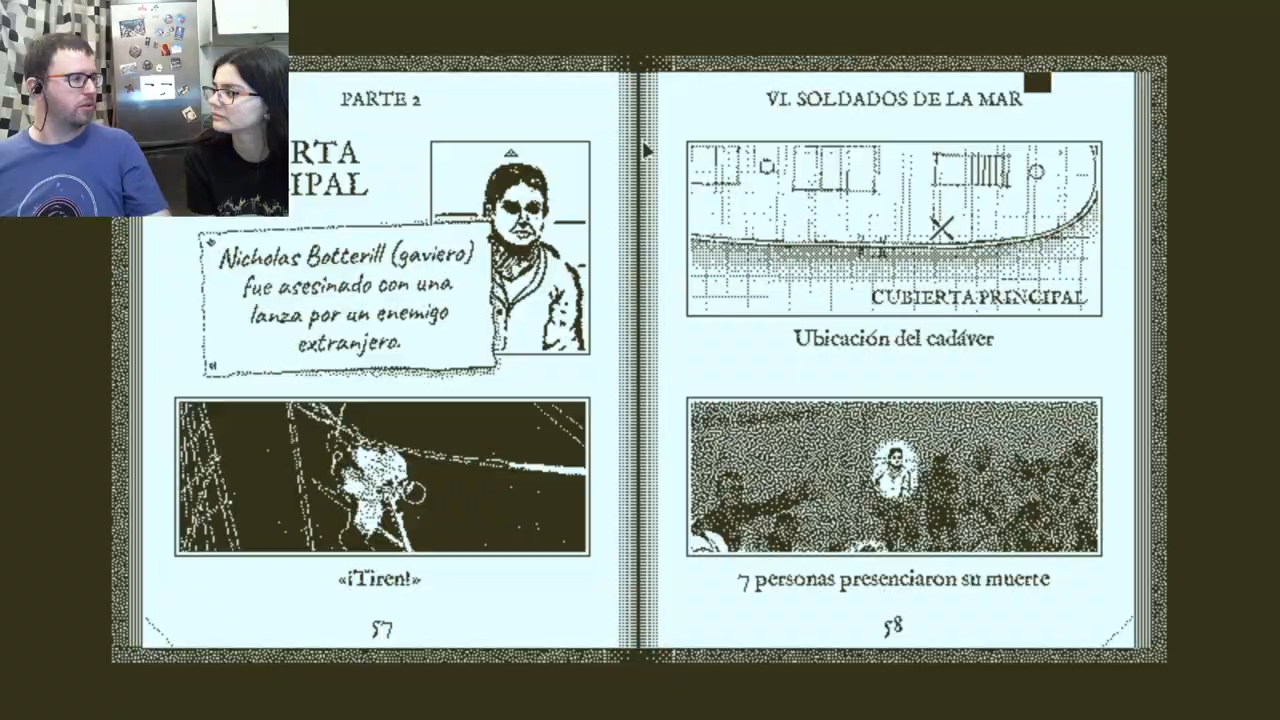 PARTE 2
RTA
IPAL
Nicholas Botterill (gaviero)
fue asesinado con una
lanza por un enemigo
extranjero.
«¡Tiren!»
57
VI. SOLDADOS DE LA MAR
CUBIERTA PRINCIPAL
Ubicación del cadáver
7 personas presenciaron su muerte
58